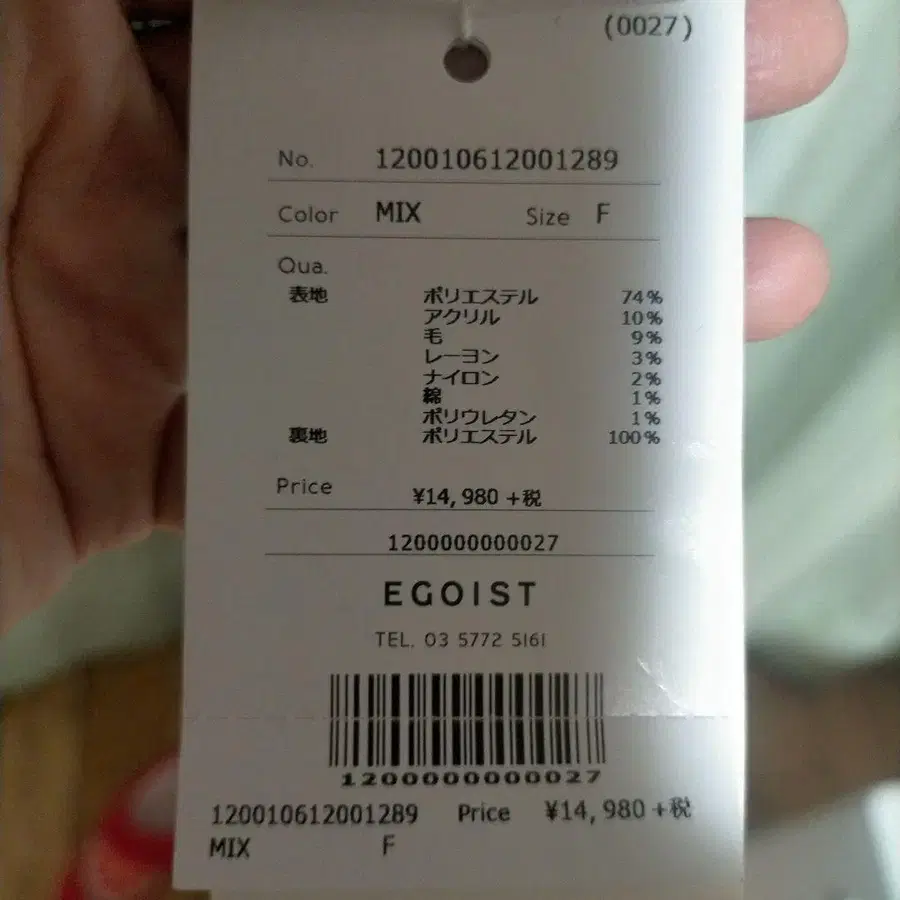 (0027)
No. 120010612001289
Color MIX Size F
Qua.
表地 ポリエステル 74%
アクリル 10%
毛 9%
レーヨン 3%
ナイロン 2%
綿 1%
ポリウレタン 1%
裏地 ポリエステル 100%
Price ¥14,980 +税
1200000000027
EGOIST
TEL. 03 5772 5161
1200000000027
120010612001289 Price ¥14,980 +税
MIX F